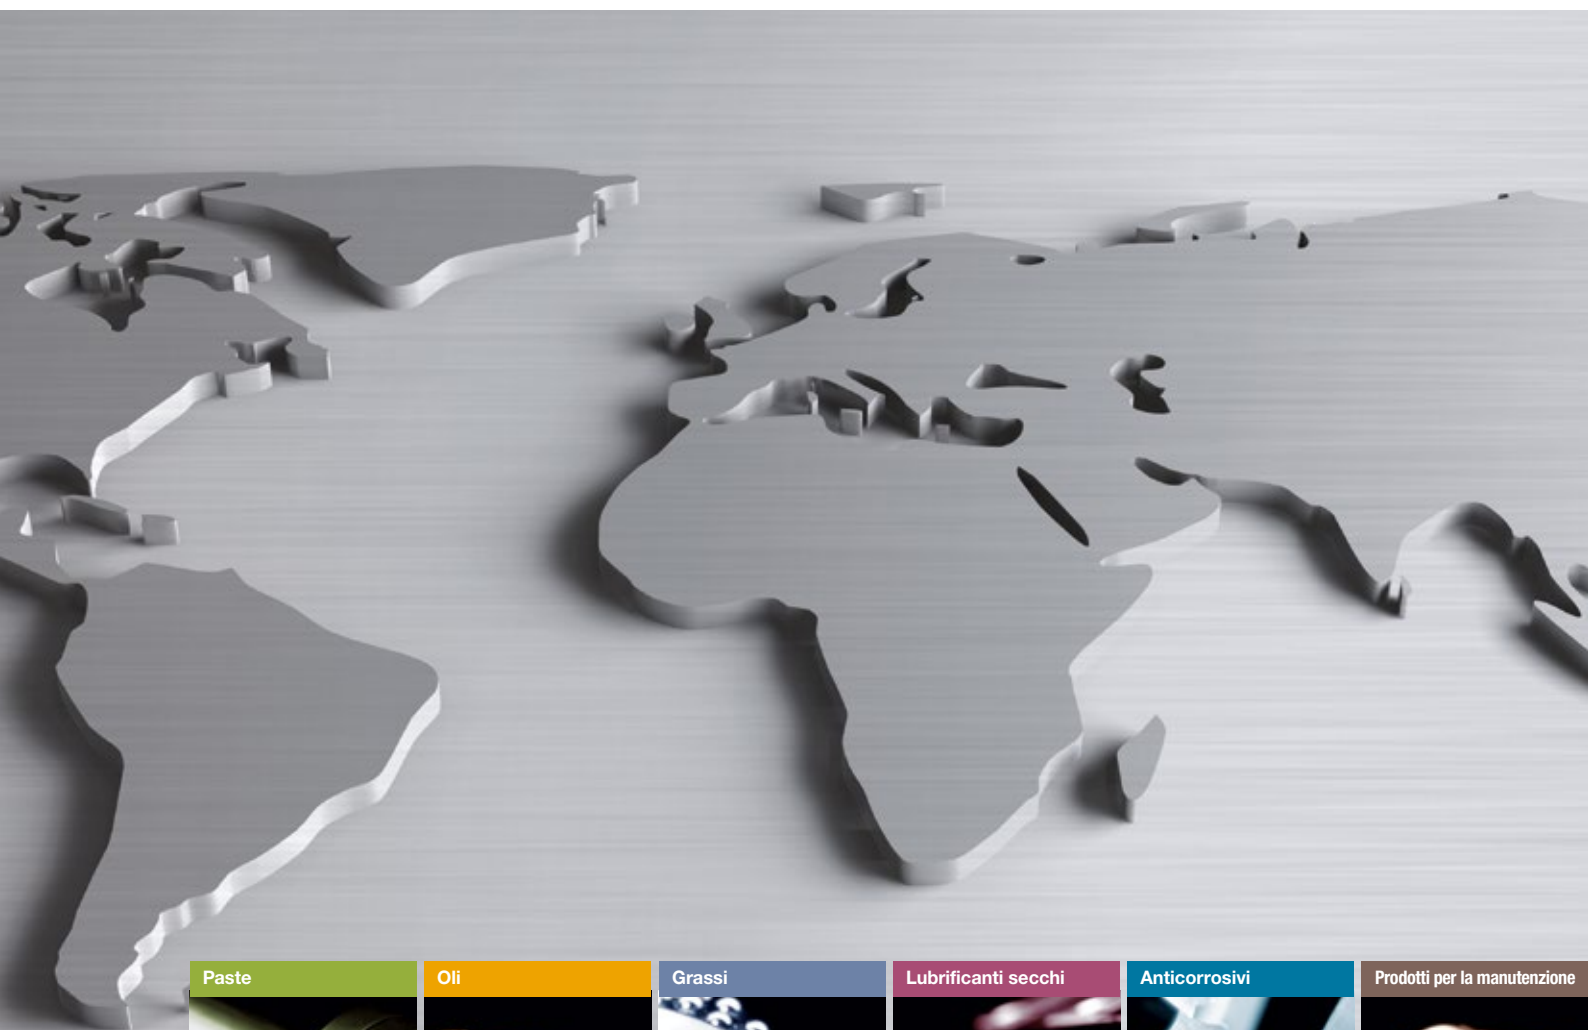 Paste
Oli
Grassi
Lubrificanti secchi
Anticorrosivi
Prodotti per la manutenzione